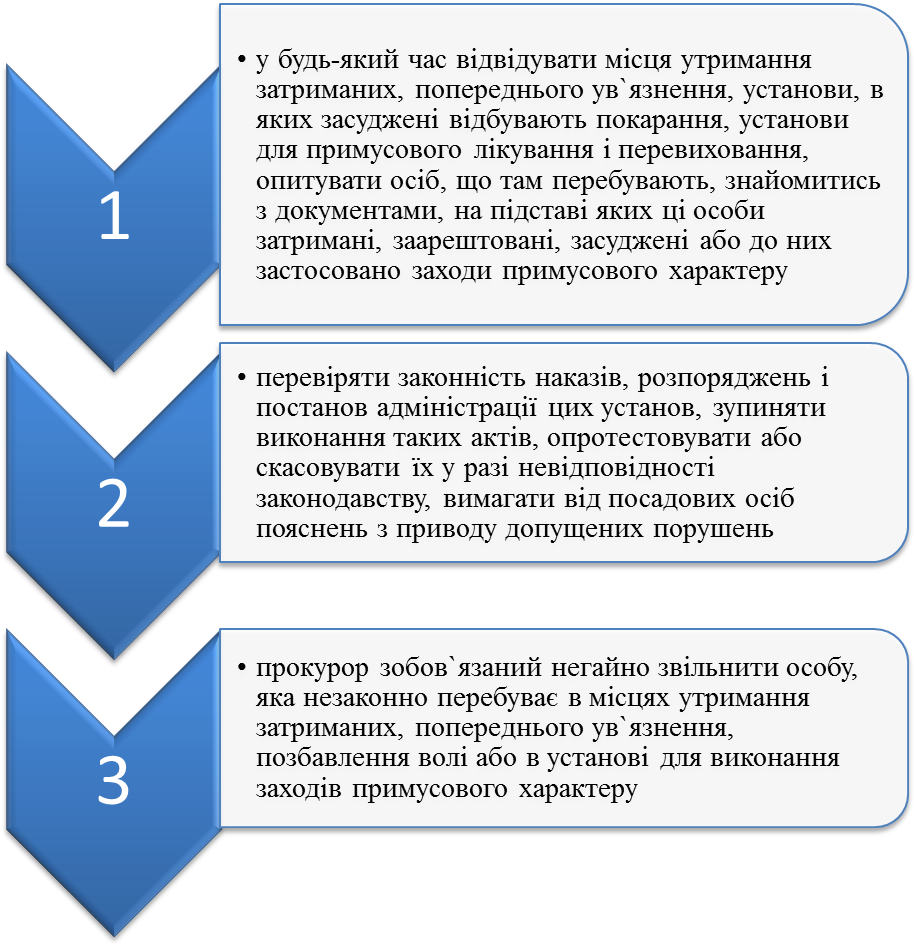 1
• у будь-який час відвідувати місця утримання
затриманих, попереднього ув`язнення, установи, в
яких засуджені відбувають покарання, установи
для примусового лікування і перевиховання,
опитувати осіб, що там перебувають, знайомитись
з документами, на підставі яких ці особи
затримані, заарештовані, засуджені або до них
застосовано заходи примусового характеру
2
• перевіряти законність наказів, розпоряджень і
постанов адміністрації цих установ, зупиняти
виконання таких актів, опротестовувати або
скасовувати їх у разі невідповідності
законодавству, вимагати від посадових осіб
пояснень з приводу допущених порушень
3
• прокурор зобов`язаний негайно звільнити особу,
яка незаконно перебуває в місцях утримання
затриманих, попереднього ув`язнення,
позбавлення волі або в установі для виконання
заходів примусового характеру